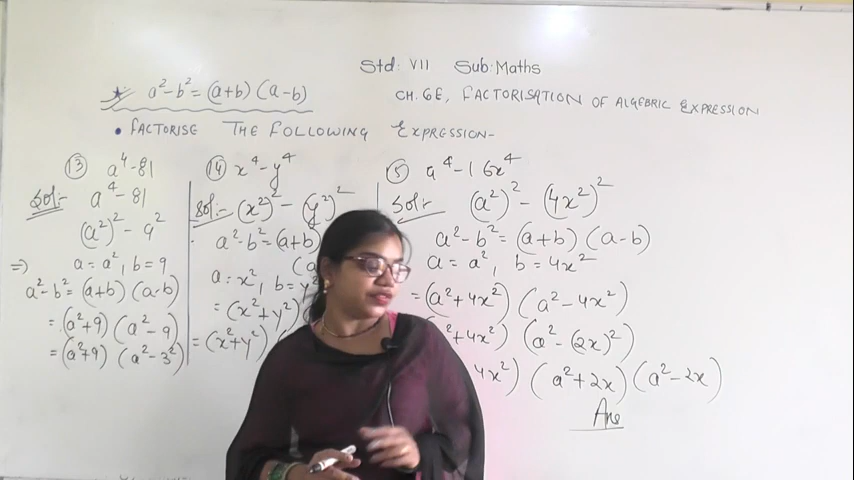 Std: VII Sub: Maths
a²-b² = (a+b) (a-b)
CH. 6E, FACTORISATION OF ALGEBRIC EXPRESSION
• FACTORISE THE FOLLOWING EXPRESSION-
(13) a⁴-81
Sol:- a⁴-81
(a²)² - 9²
=> a = a², b = 9
a²-b² = (a+b) (a-b)
= (a²+9) (a²-9)
= (a²+9) (a²-3²)
(14) x⁴-y⁴
Sol:- (x²)² - (y²)²
a²-b² = (a+b)
(a
a = x², b = y²
= (x²+y²)
= (x²+y²)
(5) a⁴-16x⁴
Sol:- (a²)² - (4x²)²
a²-b² = (a+b) (a-b)
a = a², b = 4x²
= (a²+4x²) (a²-4x²)
²+4x²) (a²-(2x)²)
4x²) (a²+2x) (a²-2x)
Ans